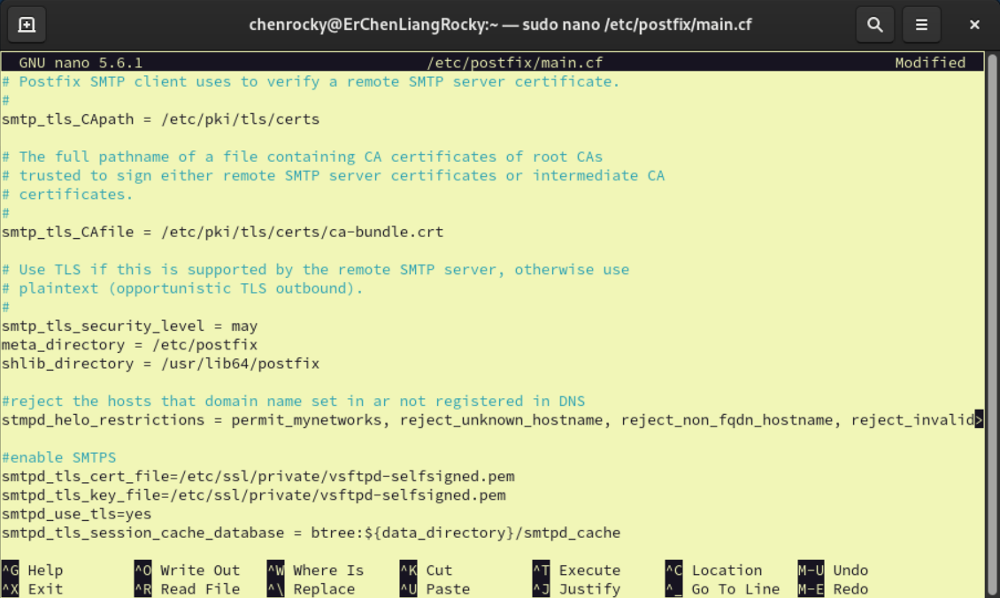 chenrocky@ErChenLiangRocky:~ — sudo nano /etc/postfix/main.cf
GNU nano 5.6.1 /etc/postfix/main.cf Modified
# Postfix SMTP client uses to verify a remote SMTP server certificate.
#
smtp_tls_CApath = /etc/pki/tls/certs
# The full pathname of a file containing CA certificates of root CAs
# trusted to sign either remote SMTP server certificates or intermediate CA
# certificates.
#
smtp_tls_CAfile = /etc/pki/tls/certs/ca-bundle.crt
# Use TLS if this is supported by the remote SMTP server, otherwise use
# plaintext (opportunistic TLS outbound).
#
smtp_tls_security_level = may
meta_directory = /etc/postfix
shlib_directory = /usr/lib64/postfix
#reject the hosts that domain name set in ar not registered in DNS
stmpd_helo_restrictions = permit_mynetworks, reject_unknown_hostname, reject_non_fqdn_hostname, reject_invalid>
#enable SMTPS
smtpd_tls_cert_file=/etc/ssl/private/vsftpd-selfsigned.pem
smtpd_tls_key_file=/etc/ssl/private/vsftpd-selfsigned.pem
smtpd_use_tls=yes
smtpd_tls_session_cache_database = btree:${data_directory}/smtpd_cache
^G Help ^O Write Out ^W Where Is ^K Cut ^T Execute ^C Location M-U Undo
^X Exit ^R Read File ^\ Replace ^U Paste ^J Justify ^_ Go To Line M-E Redo